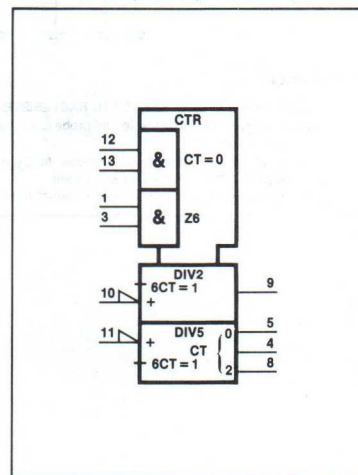 CTR
12
13
& CT = 0
1
3
& Z6
DIV2
6CT = 1
10
+
9
DIV5
11
+
CT
0
5
4
6CT = 1
2
8